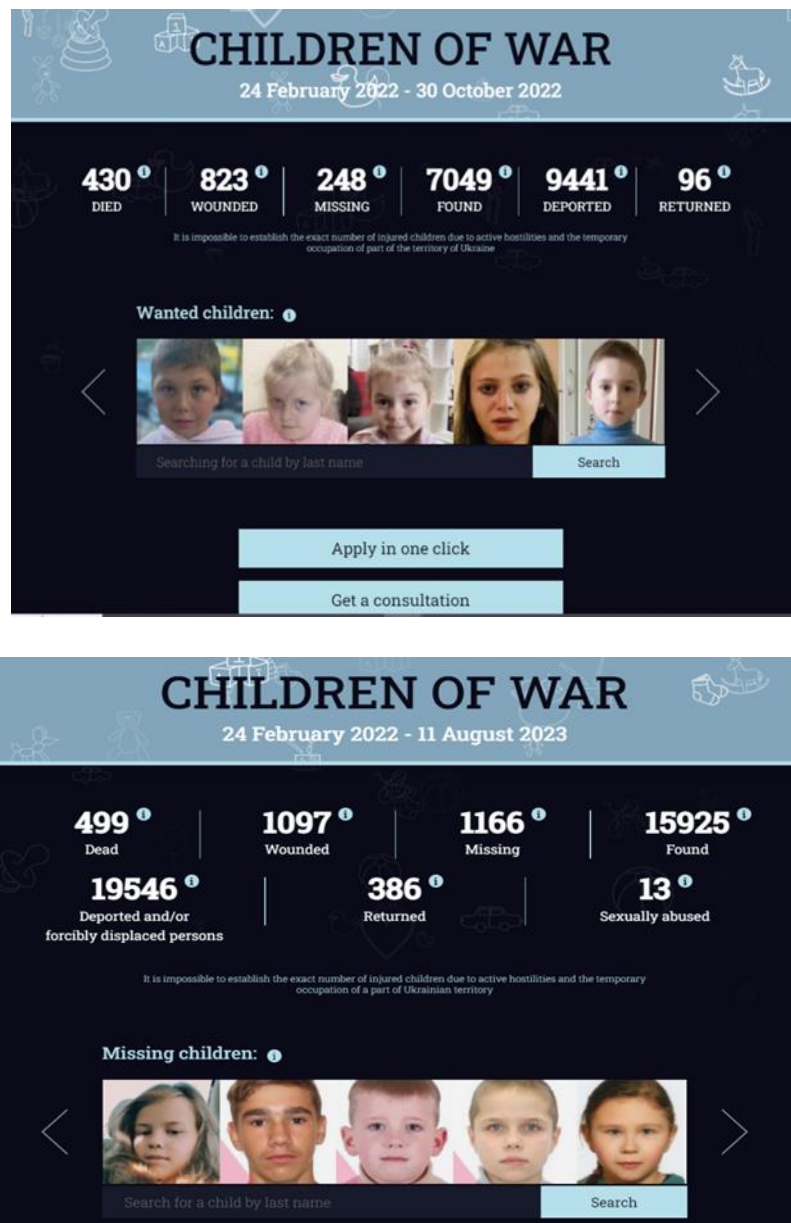 CHILDREN OF WAR
24 February 2022 - 30 October 2022
430 823 248 7049 9441 96
DIED WOUNDED MISSING FOUND DEPORTED RETURNED
It is impossible to establish the exact number of injured children due to active hostilities and the temporary
occupation of part of the territory of Ukraine
Wanted children:
Searching for a child by last name Search
Apply in one click
Get a consultation
CHILDREN OF WAR
24 February 2022 - 11 August 2023
499 1097 1166 15925
Dead Wounded Missing Found
19546 386 13
Deported and/or Returned Sexually abused
forcibly displaced persons
It is impossible to establish the exact number of injured children due to active hostilities and the temporary
occupation of a part of Ukrainian territory
Missing children:
Search for a child by last name Search